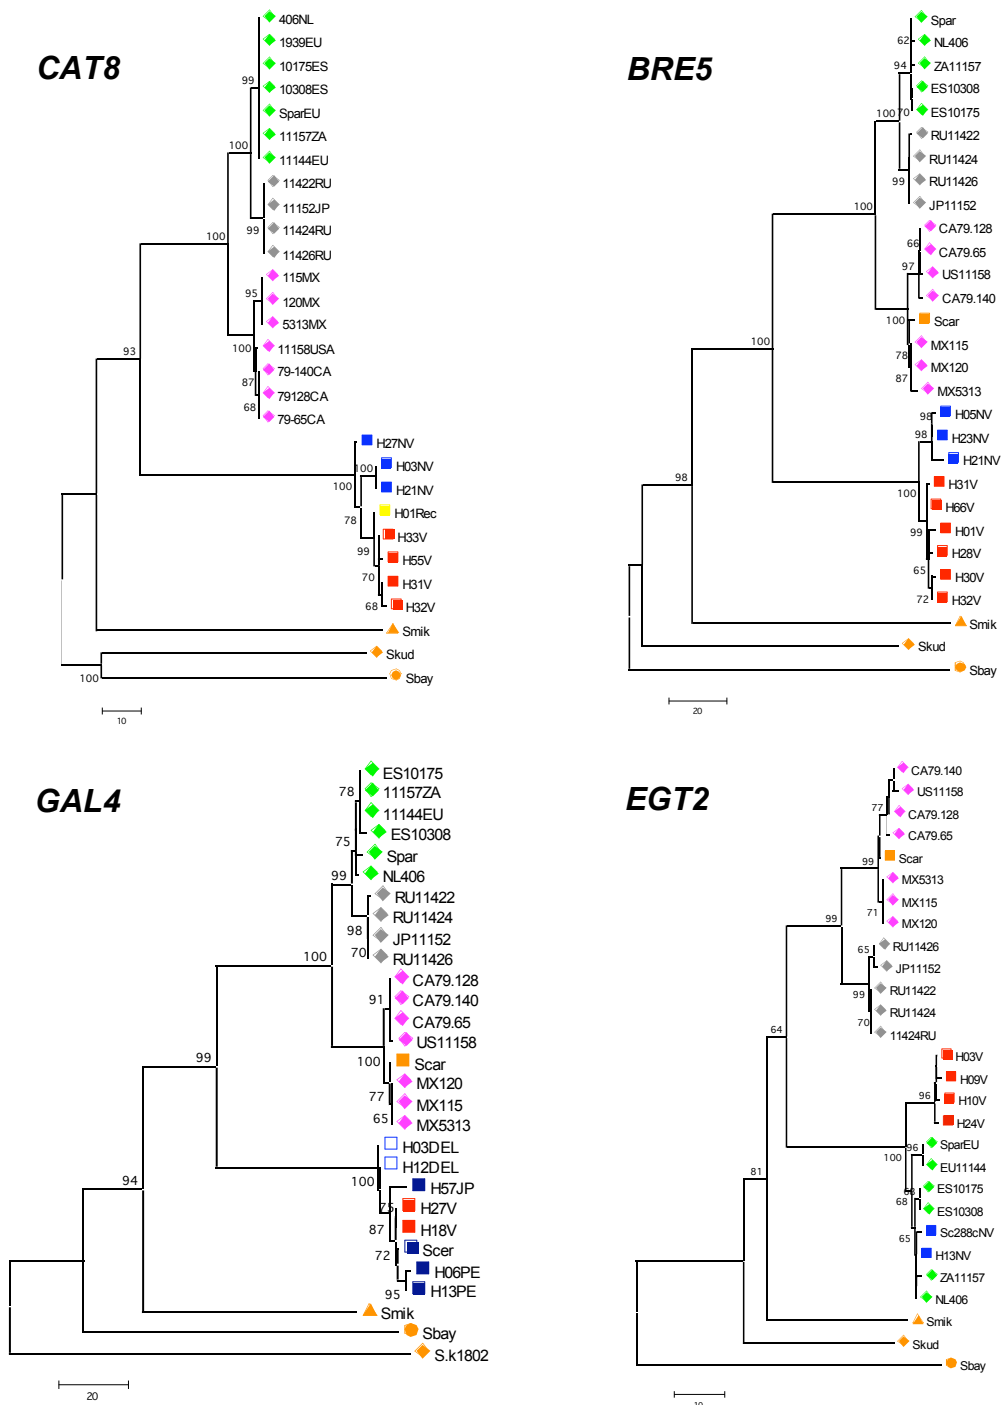 CAT8
406NL
1939EU
10175ES
10308ES
SparEU
11157ZA
11144EU
11422RU
11152JP
11424RU
11426RU
115MX
120MX
5313MX
11158USA
79-140CA
79128CA
79-65CA
H27NV
H03NV
H21NV
H01Rec
H33V
H55V
H31V
H32V
Smik
Skud
Sbay
99
100
99
100
95
100
87
68
93
100
100
78
99
70
68
100
10
BRE5
Spar
NL406
ZA11157
ES10308
ES10175
RU11422
RU11424
RU11426
JP11152
CA79.128
CA79.65
US11158
CA79.140
Scar
MX115
MX120
MX5313
H05NV
H23NV
H21NV
H31V
H66V
H01V
H28V
H30V
H32V
Smik
Skud
Sbay
62
94
100
70
99
100
66
97
100
78
87
100
98
98
100
99
65
72
98
20
GAL4
ES10175
11157ZA
11144EU
ES10308
Spar
NL406
RU11422
RU11424
JP11152
RU11426
CA79.128
CA79.140
CA79.65
US11158
Scar
MX120
MX115
MX5313
H03DEL
H12DEL
H57JP
H27V
H18V
Scer
H06PE
H13PE
Smik
Sbay
S.k1802
78
75
99
98
70
100
91
100
77
65
99
100
75
87
72
95
94
20
EGT2
CA79.140
US11158
CA79.128
CA79.65
Scar
MX5313
MX115
MX120
RU11426
JP11152
RU11422
RU11424
11424RU
H03V
H09V
H10V
H24V
SparEU
EU11144
ES10175
ES10308
Sc288cNV
H13NV
ZA11157
NL406
Smik
Skud
Sbay
77
99
71
99
65
99
70
64
96
96
100
68
65
81
10